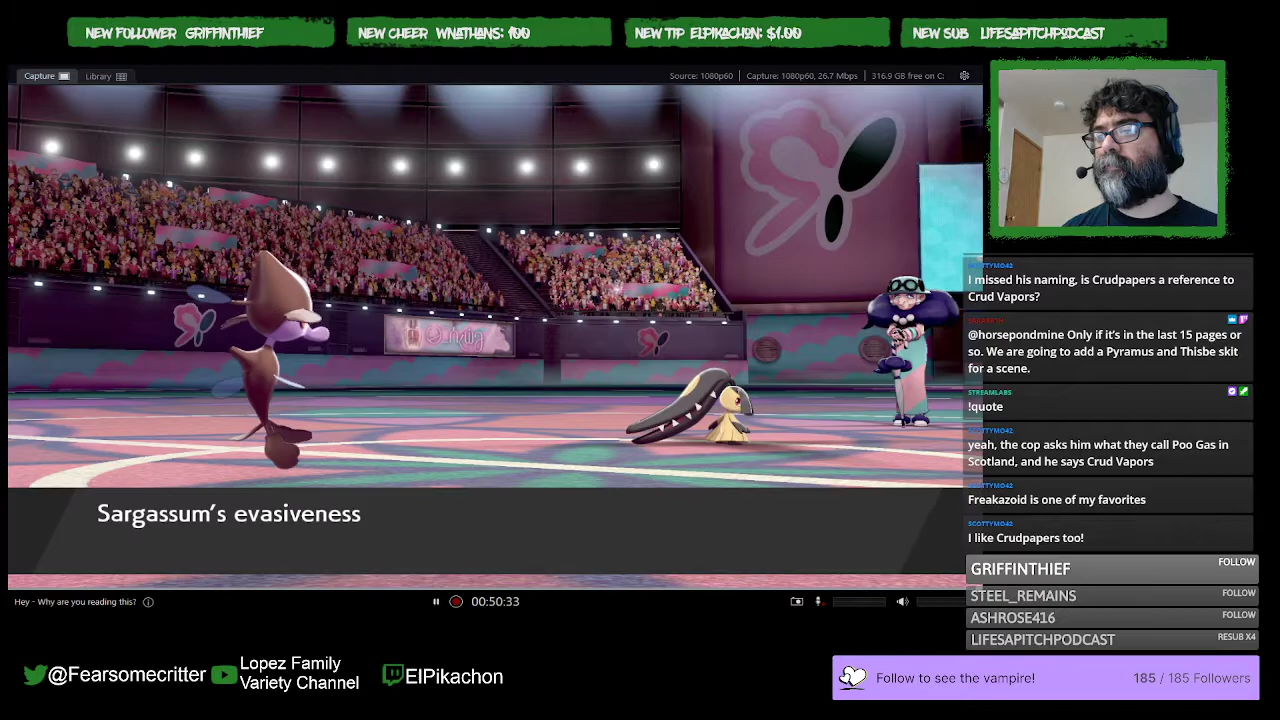 NEW FOLLOWER GRIFFINTHIEF
NEW CHEER WNATHANS: 100
NEW TIP ELPIKACHON: $1.00
NEW SUB LIFESAPITCHPODCAST
Capture
Library
Source: 1080p60
Capture: 1080p60, 26.7 Mbps
316.9 GB free on C:
SCOTTYMO42
I missed his naming, is Crudpapers a reference to
Crud Vapors?
@horsepondmine Only if it's in the last 15 pages or
so. We are going to add a Pyramus and Thisbe skit
for a scene.
STREAMLABS
!quote
SCOTTYMO42
yeah, the cop asks him what they call Poo Gas in
Scotland, and he says Crud Vapors
SCOTTYMO42
Freakazoid is one of my favorites
SCOTTYMO42
I like Crudpapers too!
Sargassum's evasiveness
GRIFFINTHIEF FOLLOW
STEEL_REMAINS FOLLOW
ASHROSE416 FOLLOW
LIFESAPITCHPODCAST RESUB X4
Hey - Why are you reading this?
00:50:33
@Fearsomecritter
Lopez Family
Variety Channel
ElPikachon
Follow to see the vampire!
185 / 185 Followers